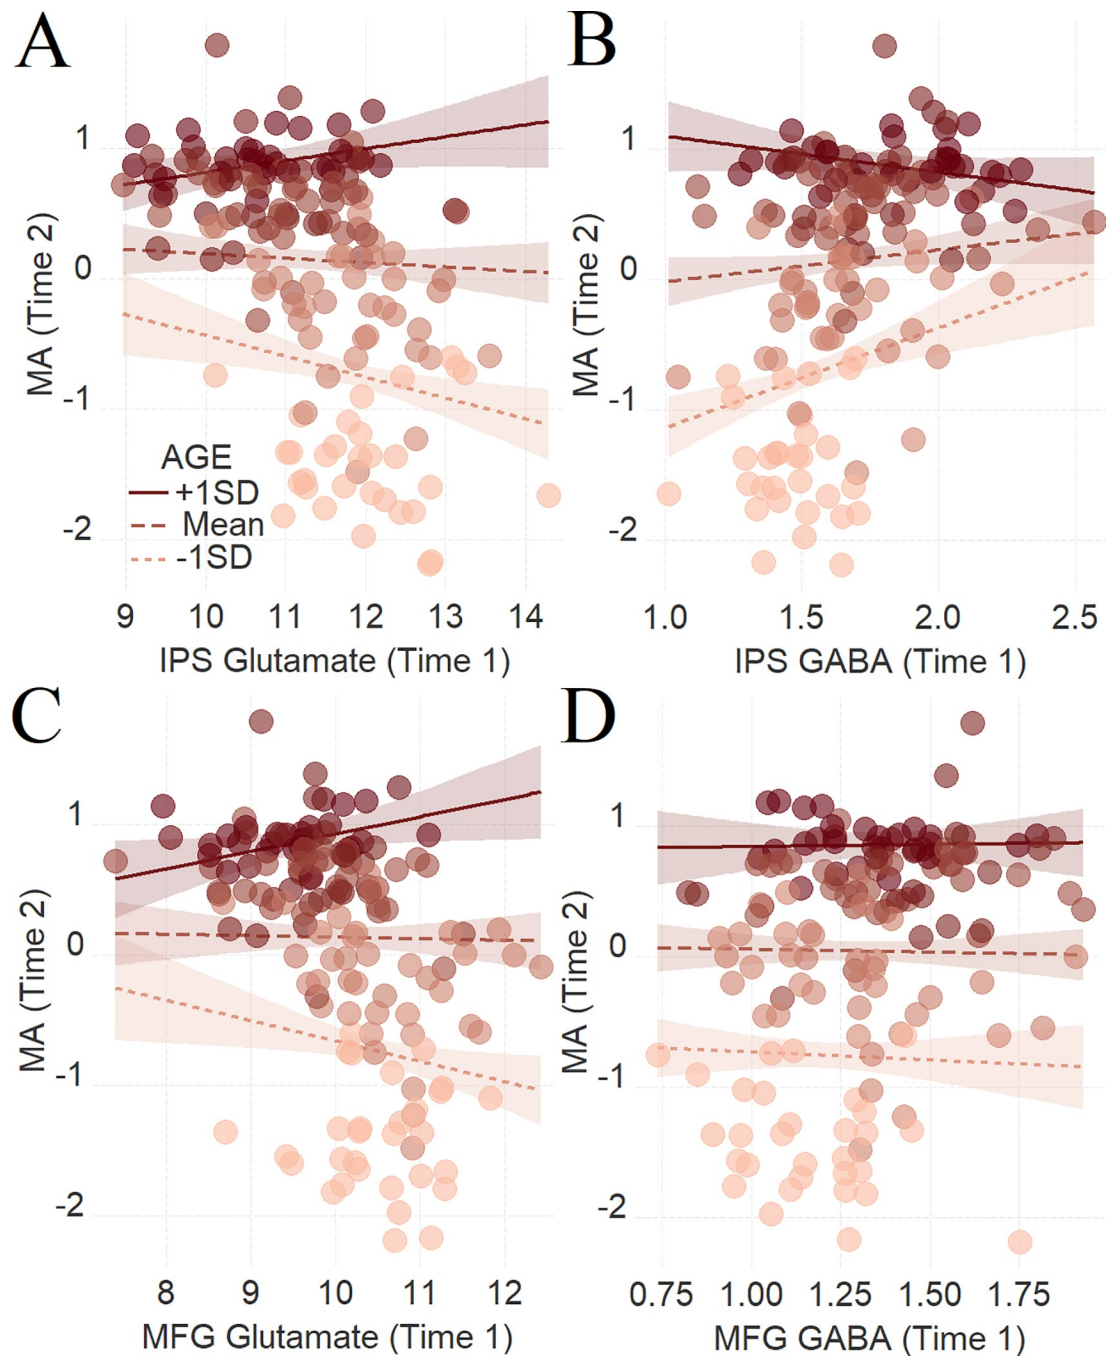 A
MA (Time 2)
1
0
-1
-2
AGE
+1SD
Mean
-1SD
9 10 11 12 13 14
IPS Glutamate (Time 1)
B
MA (Time 2)
1
0
-1
-2
1.0 1.5 2.0 2.5
IPS GABA (Time 1)
C
MA (Time 2)
1
0
-1
-2
8 9 10 11 12
MFG Glutamate (Time 1)
D
MA (Time 2)
1
0
-1
-2
0.75 1.00 1.25 1.50 1.75
MFG GABA (Time 1)